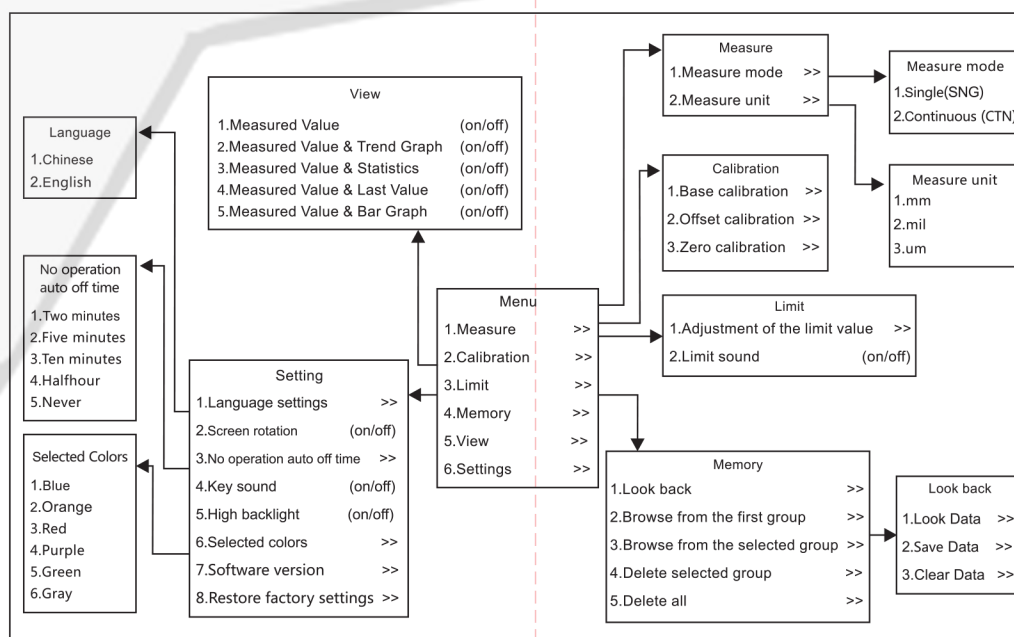 View
1.Measured Value (on/off)
2.Measured Value & Trend Graph (on/off)
3.Measured Value & Statistics (on/off)
4.Measured Value & Last Value (on/off)
5.Measured Value & Bar Graph (on/off)
Language
1.Chinese
2.English
No operation
auto off time
1.Two minutes
2.Five minutes
3.Ten minutes
4.Halfhour
5.Never
Selected Colors
1.Blue
2.Orange
3.Red
4.Purple
5.Green
6.Gray
Setting
1.Language settings >>
2.Screen rotation (on/off)
3.No operation auto off time >>
4.Key sound (on/off)
5.High backlight (on/off)
6.Selected colors >>
7.Software version >>
8.Restore factory settings >>
Menu
1.Measure >>
2.Calibration >>
3.Limit >>
4.Memory >>
5.View >>
6.Settings >>
Measure
1.Measure mode >>
2.Measure unit >>
Measure mode
1.Single(SNG)
2.Continuous (CTN)
Measure unit
1.mm
2.mil
3.um
Calibration
1.Base calibration >>
2.Offset calibration >>
3.Zero calibration >>
Limit
1.Adjustment of the limit value >>
2.Limit sound (on/off)
Memory
1.Look back >>
2.Browse from the first group >>
3.Browse from the selected group >>
4.Delete selected group >>
5.Delete all >>
Look back
1.Look Data >>
2.Save Data >>
3.Clear Data >>